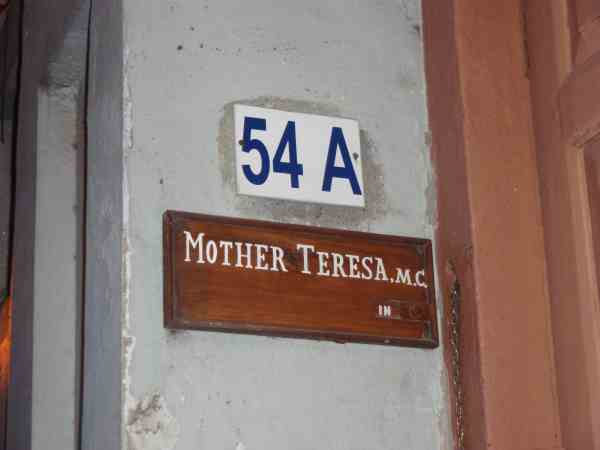 54 A
MOTHER TERESA, M.C.
IN